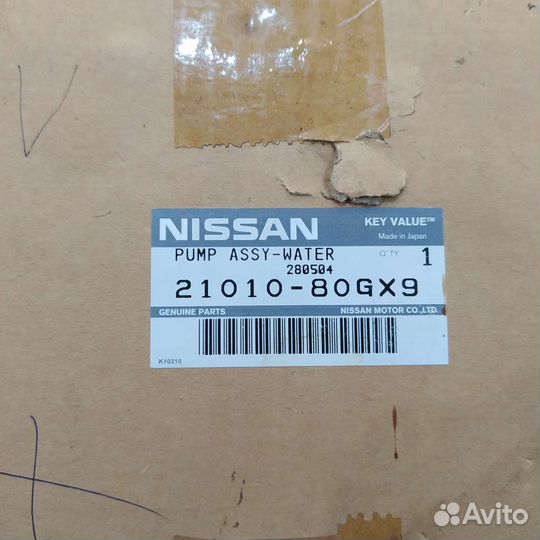 NISSAN
KEY VALUE™
Made in Japan
PUMP ASSY-WATER
Q'TY 1
280504
21010-80GX9
GENUINE PARTS
NISSAN MOTOR CO.,LTD.
K10310
Avito